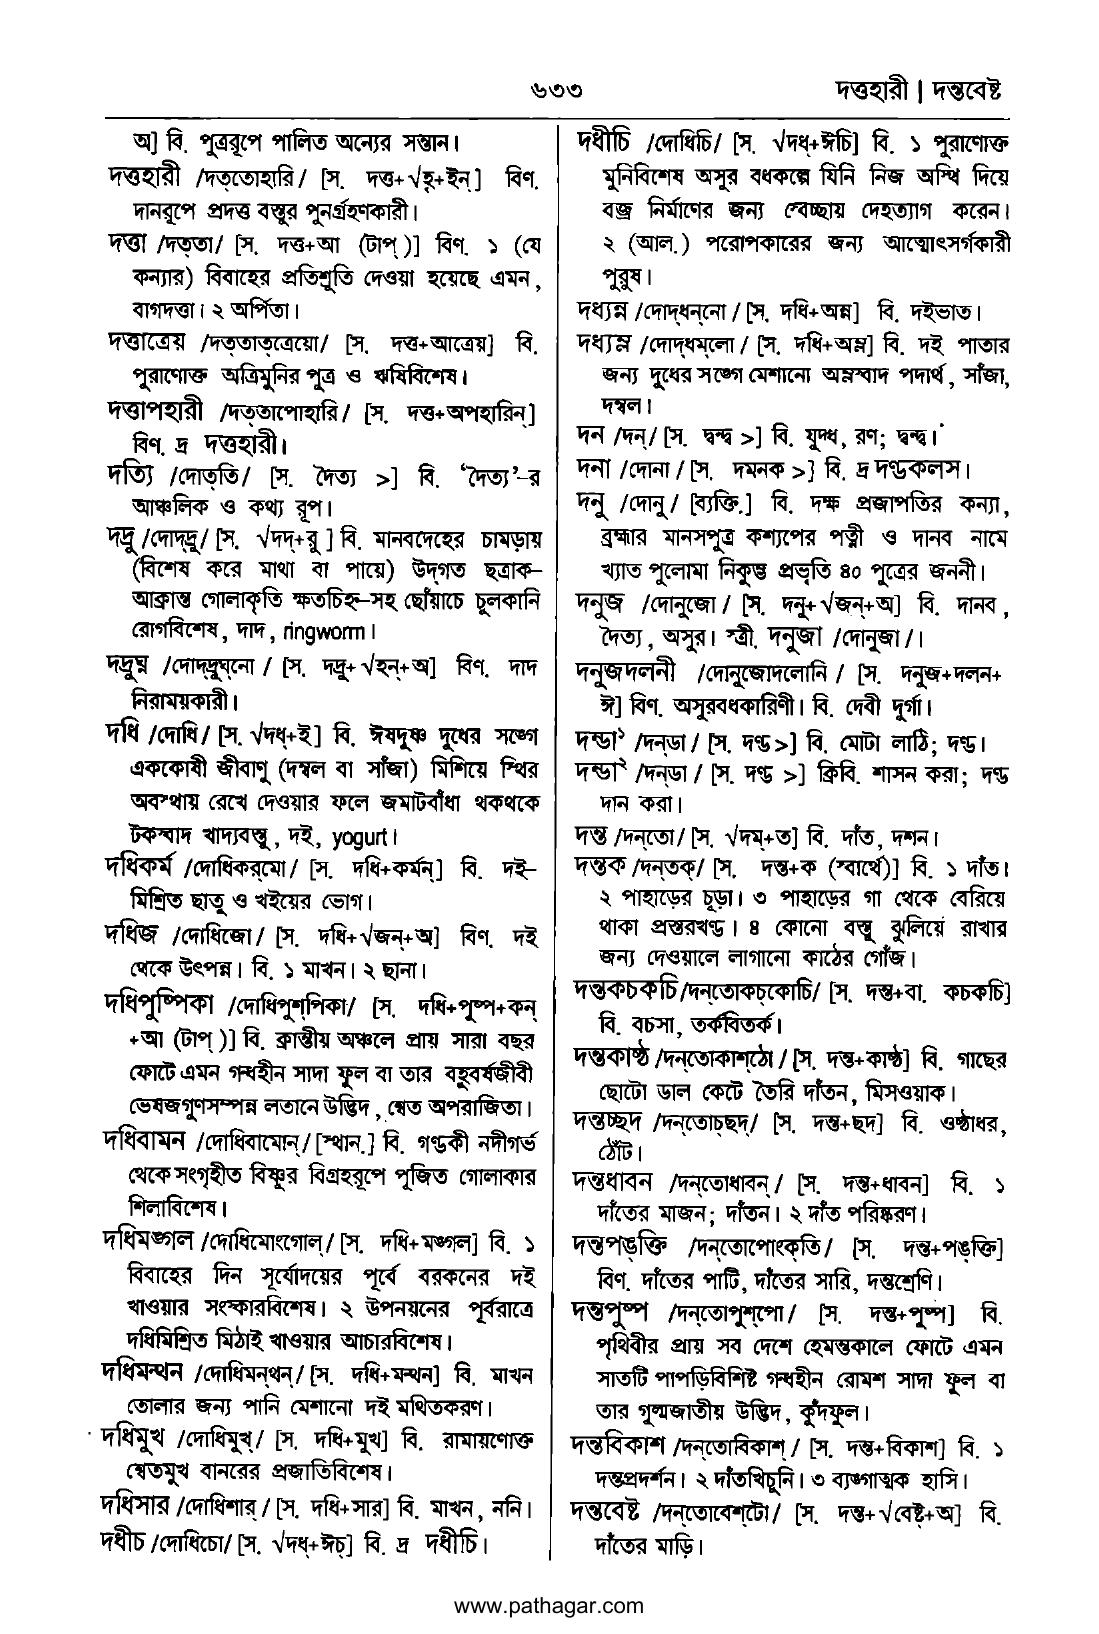 ৬৩৩
দত্তহারী | দন্তবেষ্ট
অ] বি. পুত্ররূপে পালিত অন্যের সন্তান।
দত্তহারী /দত্‌তোহারি/ [স. দত্ত+√হৃ+ইন্] বিণ.
দানরূপে প্রদত্ত বস্তুর পুনর্গ্রহণকারী।
দত্তা /দত্‌তা/ [স. দত্ত+আ (টাপ্)] বিণ. ১ (যে
কন্যার) বিবাহের প্রতিশ্রুতি দেওয়া হয়েছে এমন,
বাগদত্তা। ২ অর্পিতা।
দত্তাত্রেয় /দত্‌তাত্‌ত্রেয়ো/ [স. দত্ত+আত্রেয়] বি.
পুরাণোক্ত অত্রিমুনির পুত্র ও ঋষিবিশেষ।
দত্তাপহারী /দত্‌তাপোহারি/ [স. দত্ত+অপহারিন্]
বিণ. দ্র দত্তহারী।
দত্যি /দোত্‌তি/ [স. দৈত্য >] বি. ‘দৈত্য’-র
আঞ্চলিক ও কথ্য রূপ।
দদ্রু /দোদ্‌দ্রু/ [স. √দদ্+রু ] বি. মানবদেহের চামড়ায়
(বিশেষ করে মাথা বা পায়ে) উদ্‌গত ছত্রাক–
আক্রান্ত গোলাকৃতি ক্ষতচিহ্ন-সহ ছোঁয়াচে চুলকানি
রোগবিশেষ, দাদ, ringworm।
দদ্রুঘ্ন /দোদ্‌দ্রুঘ্‌নো/ [স. দদ্রু+√হন্+অ] বিণ. দাদ
নিরাময়কারী।
দধি /দোধি/ [স. √দধ্+ই] বি. ঈষদুষ্ণ দুধের সঙ্গে
এককোষী জীবাণু (দম্বল বা সাঁজা) মিশিয়ে স্থির
অবস্থায় রেখে দেওয়ার ফলে জমাটবাঁধা থকথকে
টকস্বাদ খাদ্যবস্তু, দই, yogurt।
দধিকর্ম /দোধিকর্‌মো/ [স. দধি+কর্মন্] বি. দই–
মিশ্রিত ছাতু ও খইয়ের ভোগ।
দধিজ /দোধিজো/ [স. দধি+√জন্+অ] বিণ. দই
থেকে উৎপন্ন। বি. ১ মাখন। ২ ছানা।
দধিপুষ্পিকা /দোধিপুশ্‌পিকা/ [স. দধি+পুষ্প+কন্
+আ (টাপ্)] বি. ক্রান্তীয় অঞ্চলে প্রায় সারা বছর
ফোটে এমন গন্ধহীন সাদা ফুল বা তার বহুবর্ষজীবী
ভেষজগুণসম্পন্ন লতানে উদ্ভিদ, শ্বেত অপরাজিতা।
দধিবামন /দোধিবামোন্/ [স্থান.] বি. গণ্ডকী নদীগর্ভ
থেকে সংগৃহীত বিষ্ণুর বিগ্রহরূপে পূজিত গোলাকার
শিলাবিশেষ।
দধিমঙ্গল /দোধিমোংগোল্/ [স. দধি+মঙ্গল] বি. ১
বিবাহের দিন সূর্যোদয়ের পূর্বে বরকনের দই
খাওয়ার সংস্কারবিশেষ। ২ উপনয়নের পূর্বরাত্রে
দধিমিশ্রিত মিঠাই খাওয়ার আচারবিশেষ।
দধিমন্থন /দোধিমন্‌থন্/ [স. দধি+মন্থন] বি. মাখন
তোলার জন্য পানি মেশানো দই মথিতকরণ।
দধিমুখ /দোধিমুখ্/ [স. দধি+মুখ] বি. রামায়ণোক্ত
শ্বেতমুখ বানরের প্রজাতিবিশেষ।
দধিসার /দোধিশার্/ [স. দধি+সার] বি. মাখন, ননি।
দধীচ /দোধিচো/ [স. √দধ্+ঈচ্] বি. দ্র দধীচি।
দধীচি /দোধিচি/ [স. √দধ্+ঈচি] বি. ১ পুরাণোক্ত
মুনিবিশেষ অসুর বধকল্পে যিনি নিজ অস্থি দিয়ে
বজ্র নির্মাণের জন্য স্বেচ্ছায় দেহত্যাগ করেন।
২ (আল.) পরোপকারের জন্য আত্মোৎসর্গকারী
পুরুষ।
দধ্যন্ন /দোদ্‌ধন্‌নো/ [স. দধি+অন্ন] বি. দইভাত।
দধ্যম্ল /দোদ্‌ধম্‌লো/ [স. দধি+অম্ল] বি. দই পাতার
জন্য দুধের সঙ্গে মেশানো অম্লস্বাদ পদার্থ, সাঁজা,
দম্বল।
দন /দন্/ [স. দ্বন্দ্ব >] বি. যুদ্ধ, রণ; দ্বন্দ্ব।
দনা /দোনা/ [স. দমনক >] বি. দ্র দণ্ডকলস।
দনু /দোনু/ [ব্যক্তি.] বি. দক্ষ প্রজাপতির কন্যা,
ব্রহ্মার মানসপুত্র কশ্যপের পত্নী ও দানব নামে
খ্যাত পুলোমা নিকুম্ভ প্রভৃতি ৪০ পুত্রের জননী।
দনুজ /দোনুজো/ [স. দনু+√জন্+অ] বি. দানব,
দৈত্য, অসুর। স্ত্রী. দনুজা /দোনুজা/।
দনুজদলনী /দোনুজোদলোনি/ [স. দনুজ+দলন+
ঈ] বিণ. অসুরবধকারিণী। বি. দেবী দুর্গা।
দন্ডা¹ /দন্‌ডা/ [স. দণ্ড>] বি. মোটা লাঠি; দণ্ড।
দন্ডা² /দন্‌ডা/ [স. দণ্ড >] ক্রিবি. শাসন করা; দণ্ড
দান করা।
দন্ত /দন্‌তো/ [স. √দম্+ত] বি. দাঁত, দশন।
দন্তক /দন্‌তক্/ [স. দন্ত+ক (স্বার্থে)] বি. ১ দাঁত।
২ পাহাড়ের চূড়া। ৩ পাহাড়ের গা থেকে বেরিয়ে
থাকা প্রস্তরখণ্ড। ৪ কোনো বস্তু ঝুলিয়ে রাখার
জন্য দেওয়ালে লাগানো কাঠের গোঁজ।
দন্তকচকচি /দন্‌তোকচ্‌কোচি/ [স. দন্ত+বা. কচকচি]
বি. বচসা, তর্কবিতর্ক।
দন্তকাষ্ঠ /দন্‌তোকাশ্‌ঠো/ [স. দন্ত+কাষ্ঠ] বি. গাছের
ছোটো ডাল কেটে তৈরি দাঁতন, মিসওয়াক।
দন্তচ্ছদ /দন্‌তোচ্‌ছদ্/ [স. দন্ত+ছদ] বি. ওষ্ঠাধর,
ঠোঁট।
দন্তধাবন /দন্‌তোধাবন্/ [স. দন্ত+ধাবন] বি. ১
দাঁতের মাজন; দাঁতন। ২ দাঁত পরিষ্করণ।
দন্তপঙ্‌ক্তি /দন্‌তোপোংক্‌তি/ [স. দন্ত+পঙ্‌ক্তি]
বিণ. দাঁতের পাটি, দাঁতের সারি, দন্তশ্রেণি।
দন্তপুষ্প /দন্‌তোপুশ্‌পো/ [স. দন্ত+পুষ্প] বি.
পৃথিবীর প্রায় সব দেশে হেমন্তকালে ফোটে এমন
সাতটি পাপড়িবিশিষ্ট গন্ধহীন রোমশ সাদা ফুল বা
তার গুল্মজাতীয় উদ্ভিদ, কুঁদফুল।
দন্তবিকাশ /দন্‌তোবিকাশ্/ [স. দন্ত+বিকাশ] বি. ১
দন্তপ্রদর্শন। ২ দাঁতখিচুনি। ৩ ব্যঙ্গাত্মক হাসি।
দন্তবেষ্ট /দন্‌তোবেশ্‌টো/ [স. দন্ত+√বেষ্ট্+অ] বি.
দাঁতের মাড়ি।
www.pathagar.com